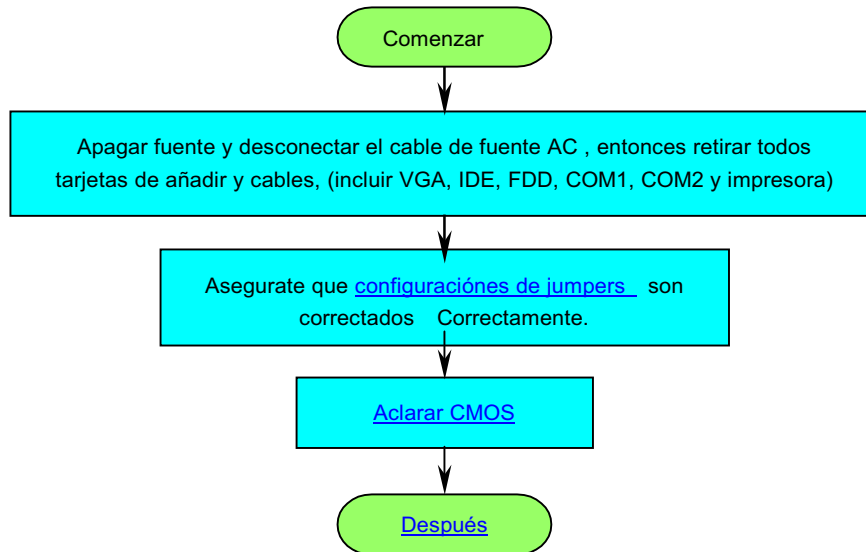 Comenzar
Apagar fuente y desconectar el cable de fuente AC , entonces retirar todos
tarjetas de añadir y cables, (incluir VGA, IDE, FDD, COM1, COM2 y impresora)
Asegurate que configuraciónes de jumpers son
correctados Correctamente.
Aclarar CMOS
Después